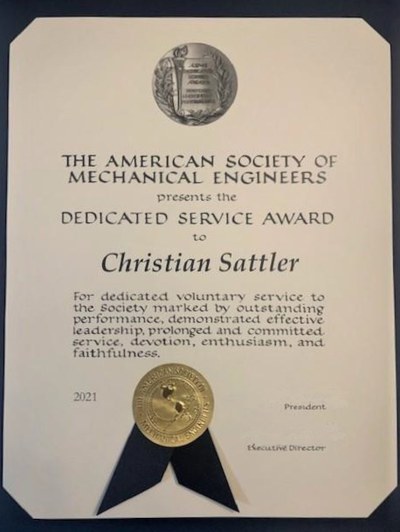 THE AMERICAN SOCIETY OF
MECHANICAL ENGINEERS
presents the
DEDICATED SERVICE AWARD
to
Christian Sattler
For dedicated voluntary service to
the Society marked by outstanding
performance, demonstrated effective
leadership, prolonged and committed
service, devotion, enthusiasm, and
faithfulness.
2021
President
Executive Director